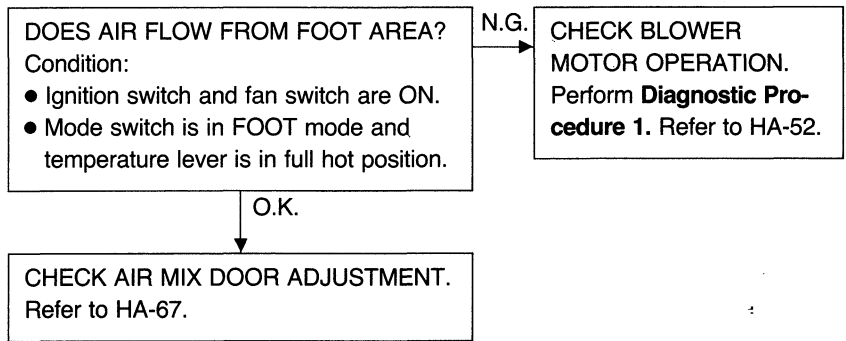 DOES AIR FLOW FROM FOOT AREA?
Condition:
● Ignition switch and fan switch are ON.
● Mode switch is in FOOT mode and
temperature lever is in full hot position.
N.G.
CHECK BLOWER
MOTOR OPERATION.
Perform Diagnostic Pro-
cedure 1. Refer to HA-52.
O.K.
CHECK AIR MIX DOOR ADJUSTMENT.
Refer to HA-67.